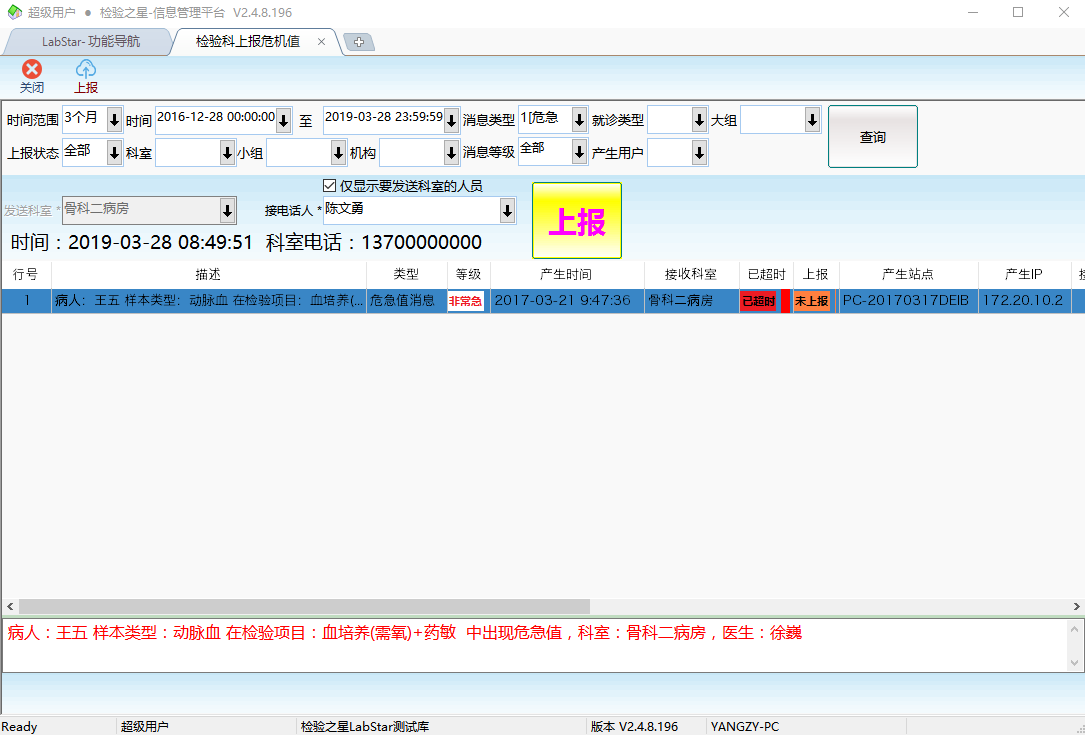 超级用户 ● 检验之星-信息管理平台 V2.4.8.196
LabStar-功能导航 检验科上报危机值
关闭 上报
时间范围 3个月 时间 2016-12-28 00:00:00 至 2019-03-28 23:59:59 消息类型 1[危急 就诊类型 大组 查询
上报状态 全部 科室 小组 机构 消息等级 全部 产生用户
仅显示要发送科室的人员
发送科室 * 骨科二病房 接电话人 * 陈文勇 上报
时间：2019-03-28 08:49:51 科室电话：13700000000
行号 描述 类型 等级 产生时间 接收科室 已超时 上报 产生站点 产生IP
1 病人：王五 样本类型：动脉血 在检验项目：血培养(... 危急值消息 非常急 2017-03-21 9:47:36 骨科二病房 已超时 未上报 PC-20170317DEIB 172.20.10.2
病人：王五 样本类型：动脉血 在检验项目：血培养(需氧)+药敏 中出现危急值，科室：骨科二病房，医生：徐巍
Ready 超级用户 检验之星LabStar测试库 版本 V2.4.8.196 YANGZY-PC